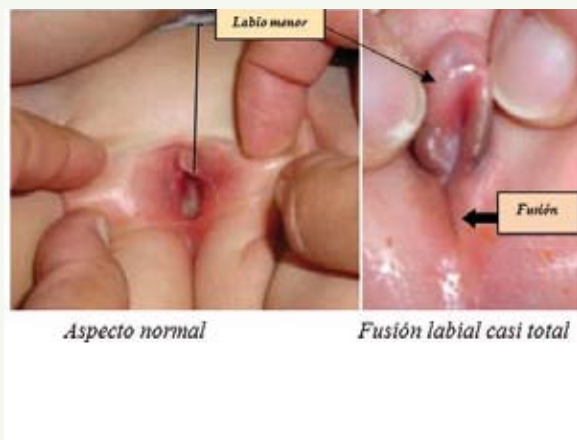 Labio menor
Fusión
Aspecto normal
Fusión labial casi total